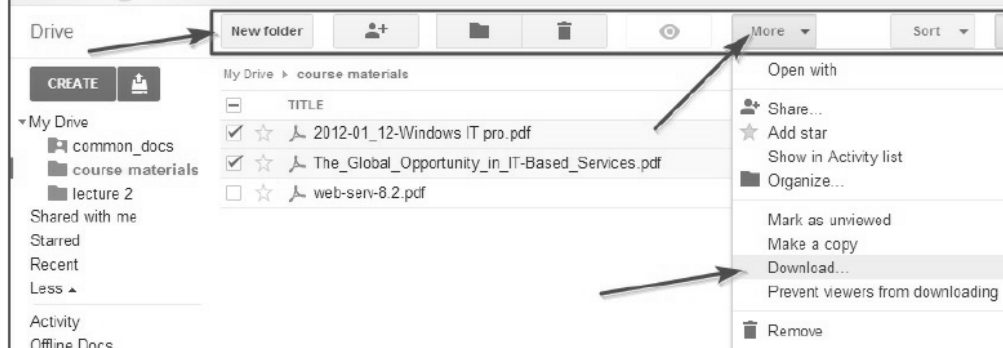 Drive
New folder
More
Sort
CREATE
My Drive
common_docs
course materials
lecture 2
Shared with me
Starred
Recent
Less
Activity
Offline Docs
My Drive course materials
TITLE
2012-01_12-Windows IT pro.pdf
The_Global_Opportunity_in_IT-Based_Services.pdf
web-serv-8.2.pdf
Open with
Share...
Add star
Show in Activity list
Organize...
Mark as unviewed
Make a copy
Download...
Prevent viewers from downloading
Remove